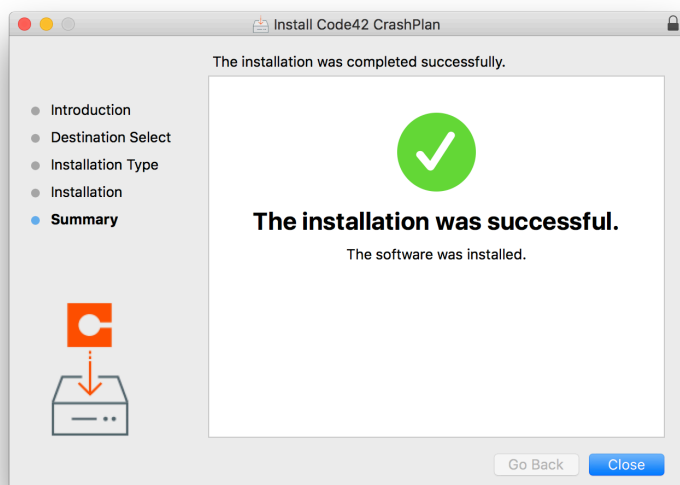 Install Code42 CrashPlan
The installation was completed successfully.
Introduction
Destination Select
Installation Type
Installation
Summary
The installation was successful.
The software was installed.
Go Back
Close